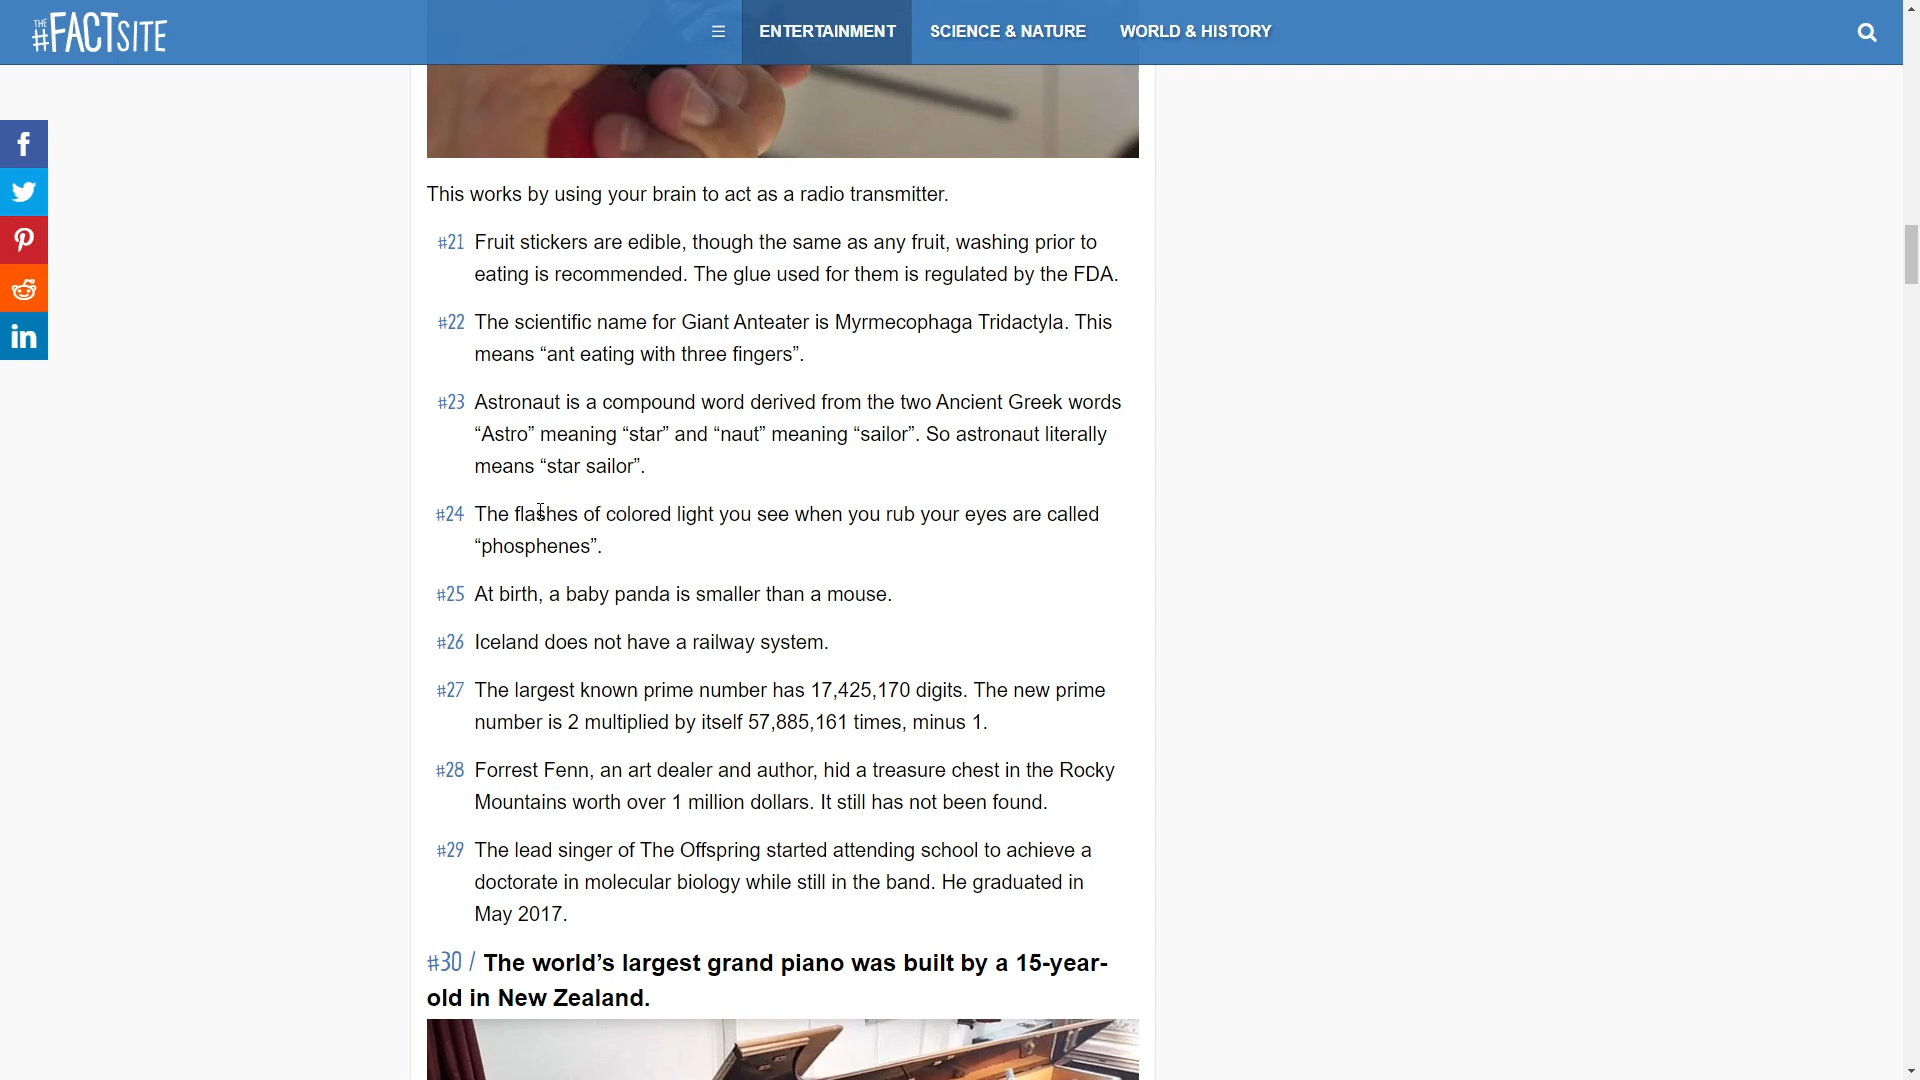 THE
#FACTSITE
☰ ENTERTAINMENT SCIENCE & NATURE WORLD & HISTORY
This works by using your brain to act as a radio transmitter.
#21 Fruit stickers are edible, though the same as any fruit, washing prior to
eating is recommended. The glue used for them is regulated by the FDA.
#22 The scientific name for Giant Anteater is Myrmecophaga Tridactyla. This
means “ant eating with three fingers”.
#23 Astronaut is a compound word derived from the two Ancient Greek words
“Astro” meaning “star” and “naut” meaning “sailor”. So astronaut literally
means “star sailor”.
#24 The flashes of colored light you see when you rub your eyes are called
“phosphenes”.
#25 At birth, a baby panda is smaller than a mouse.
#26 Iceland does not have a railway system.
#27 The largest known prime number has 17,425,170 digits. The new prime
number is 2 multiplied by itself 57,885,161 times, minus 1.
#28 Forrest Fenn, an art dealer and author, hid a treasure chest in the Rocky
Mountains worth over 1 million dollars. It still has not been found.
#29 The lead singer of The Offspring started attending school to achieve a
doctorate in molecular biology while still in the band. He graduated in
May 2017.
#30 / The world’s largest grand piano was built by a 15-year-
old in New Zealand.